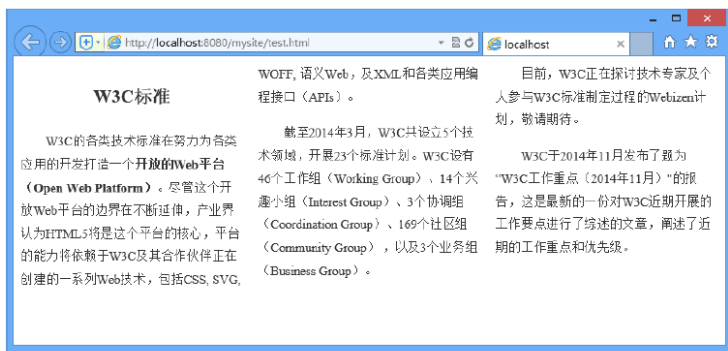 http://localhost:8080/mysite/test.html
localhost
W3C标准
W3C的各类技术标准在努力为各类
应用的开发打造一个开放的Web平台
（Open Web Platform）。尽管这个开
放Web平台的边界在不断延伸，产业界
认为HTML5将是这个平台的核心，平台
的能力将依赖于W3C及其合作伙伴正在
创建的一系列Web技术，包括CSS, SVG,
WOFF, 语义Web，及XML和各类应用编
程接口（APIs）。
截至2014年3月，W3C共设立5个技
术领域，开展23个标准计划。W3C设有
46个工作组（Working Group）、14个兴
趣小组（Interest Group）、3个协调组
（Coordination Group）、169个社区组
（Community Group），以及3个业务组
（Business Group）。
目前，W3C正在探讨技术专家及个
人参与W3C标准制定过程的Webizen计
划，敬请期待。
W3C于2014年11月发布了题为
"W3C工作重点（2014年11月）"的报
告，这是最新的一份对W3C近期开展的
工作要点进行了综述的文章，阐述了近
期的工作重点和优先级。